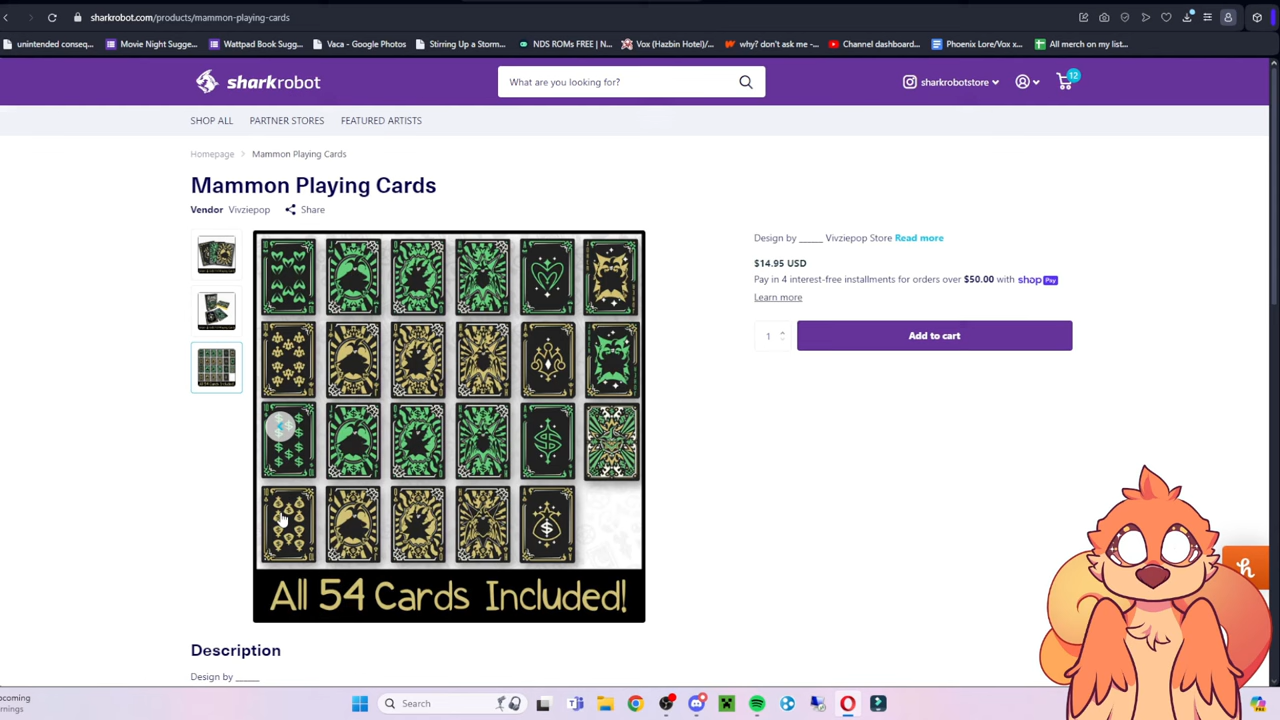 sharkrobot.com/products/mammon-playing-cards
unintended conseq... Movie Night Sugge... Wattpad Book Sugg... Vaca - Google Photos Stirring Up a Storm... NDS ROMs FREE | N... Vox (Hazbin Hotel)/... why? don't ask me -... Channel dashboard... Phoenix Lore/Vox x... All merch on my list...
sharkrobot
What are you looking for?
sharkrobotstore
12
SHOP ALL PARTNER STORES FEATURED ARTISTS
Homepage > Mammon Playing Cards
Mammon Playing Cards
Vendor Vivziepop Share
Design by _____ Vivziepop Store Read more
$14.95 USD
Pay in 4 interest-free installments for orders over $50.00 with shop Pay
Learn more
1
Add to cart
All 54 Cards Included!
Description
Design by _____
Search